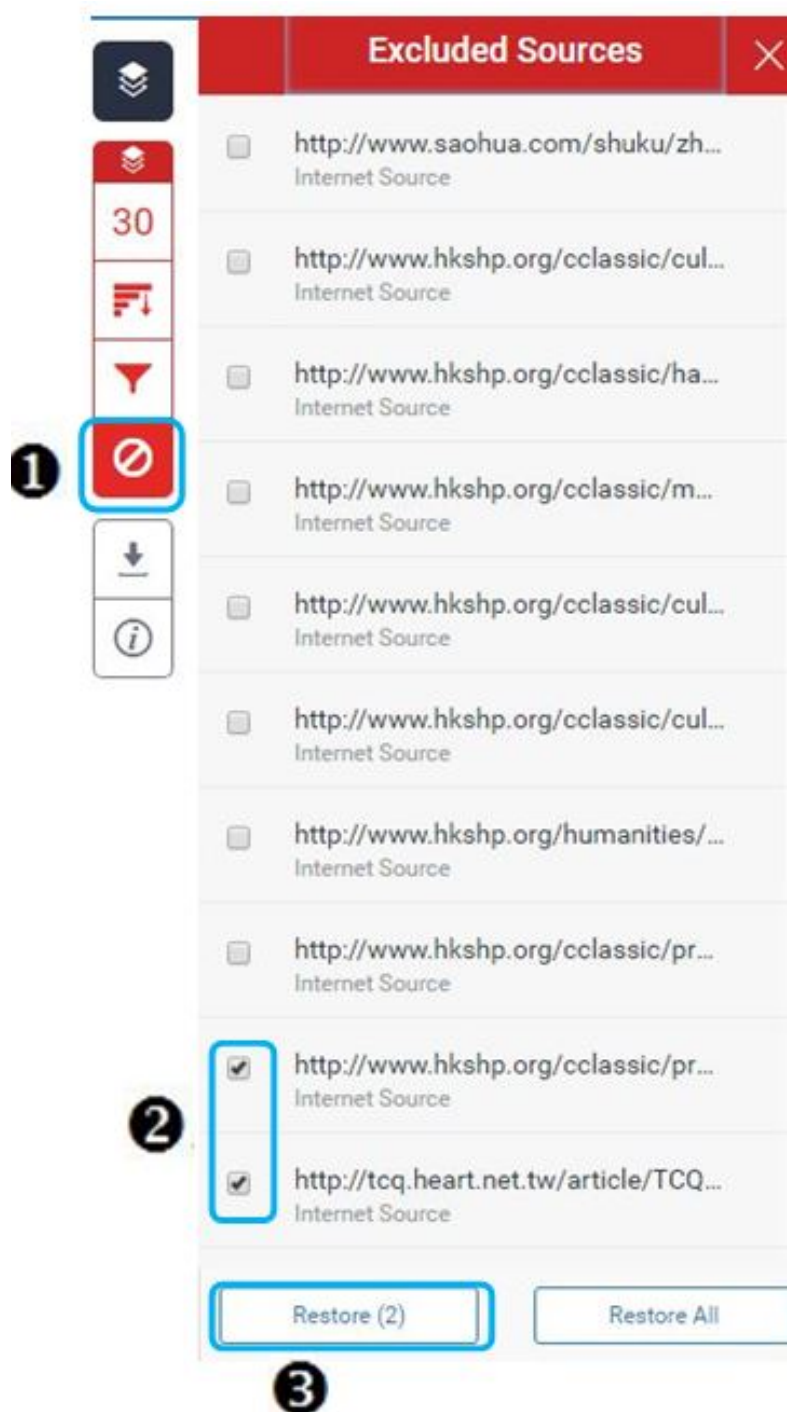 Excluded Sources
http://www.saohua.com/shuku/zh...
Internet Source
30
http://www.hkshp.org/cclassic/cul...
Internet Source
http://www.hkshp.org/cclassic/ha...
Internet Source
1
http://www.hkshp.org/cclassic/m...
Internet Source
http://www.hkshp.org/cclassic/cul...
Internet Source
http://www.hkshp.org/cclassic/cul...
Internet Source
http://www.hkshp.org/humanities/...
Internet Source
http://www.hkshp.org/cclassic/pr...
Internet Source
2
http://www.hkshp.org/cclassic/pr...
Internet Source
http://tcq.heart.net.tw/article/TCQ...
Internet Source
Restore (2)
Restore All
3